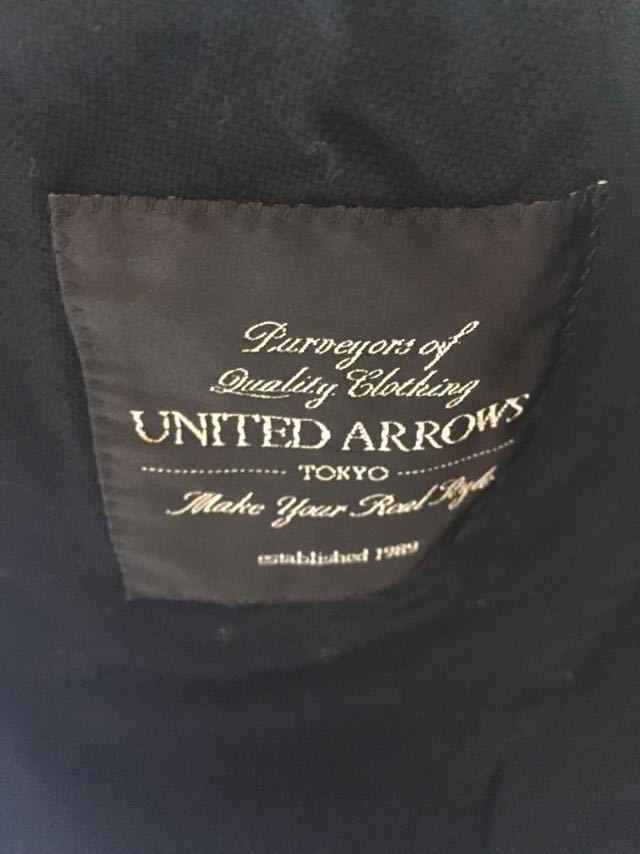 Purveyors of
Quality Clothing
UNITED ARROWS
TOKYO
Make Your Real Style
established 1989